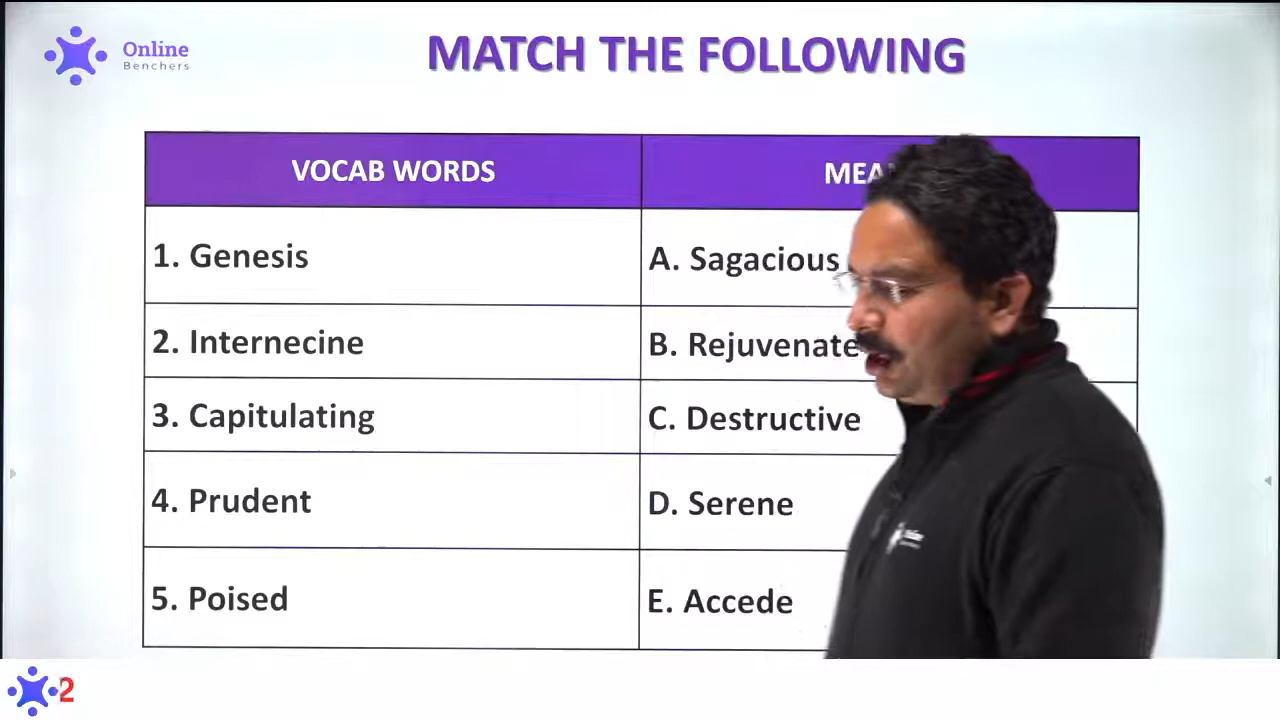 Online
Benchers
MATCH THE FOLLOWING
VOCAB WORDS
1. Genesis
A. Sagacious
2. Internecine
B. Rejuvenate
3. Capitulating
C. Destructive
4. Prudent
D. Serene
5. Poised
E. Accede
2